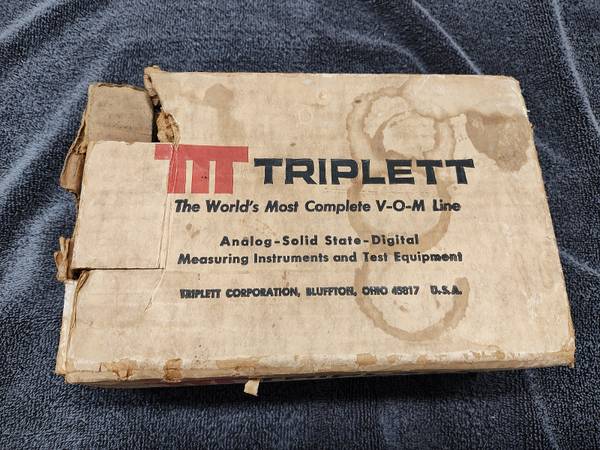 TRIPLETT
The World's Most Complete V-O-M Line
Analog-Solid State-Digital
Measuring Instruments and Test Equipment
TRIPLETT CORPORATION, BLUFFTON, OHIO 45817 U.S.A.